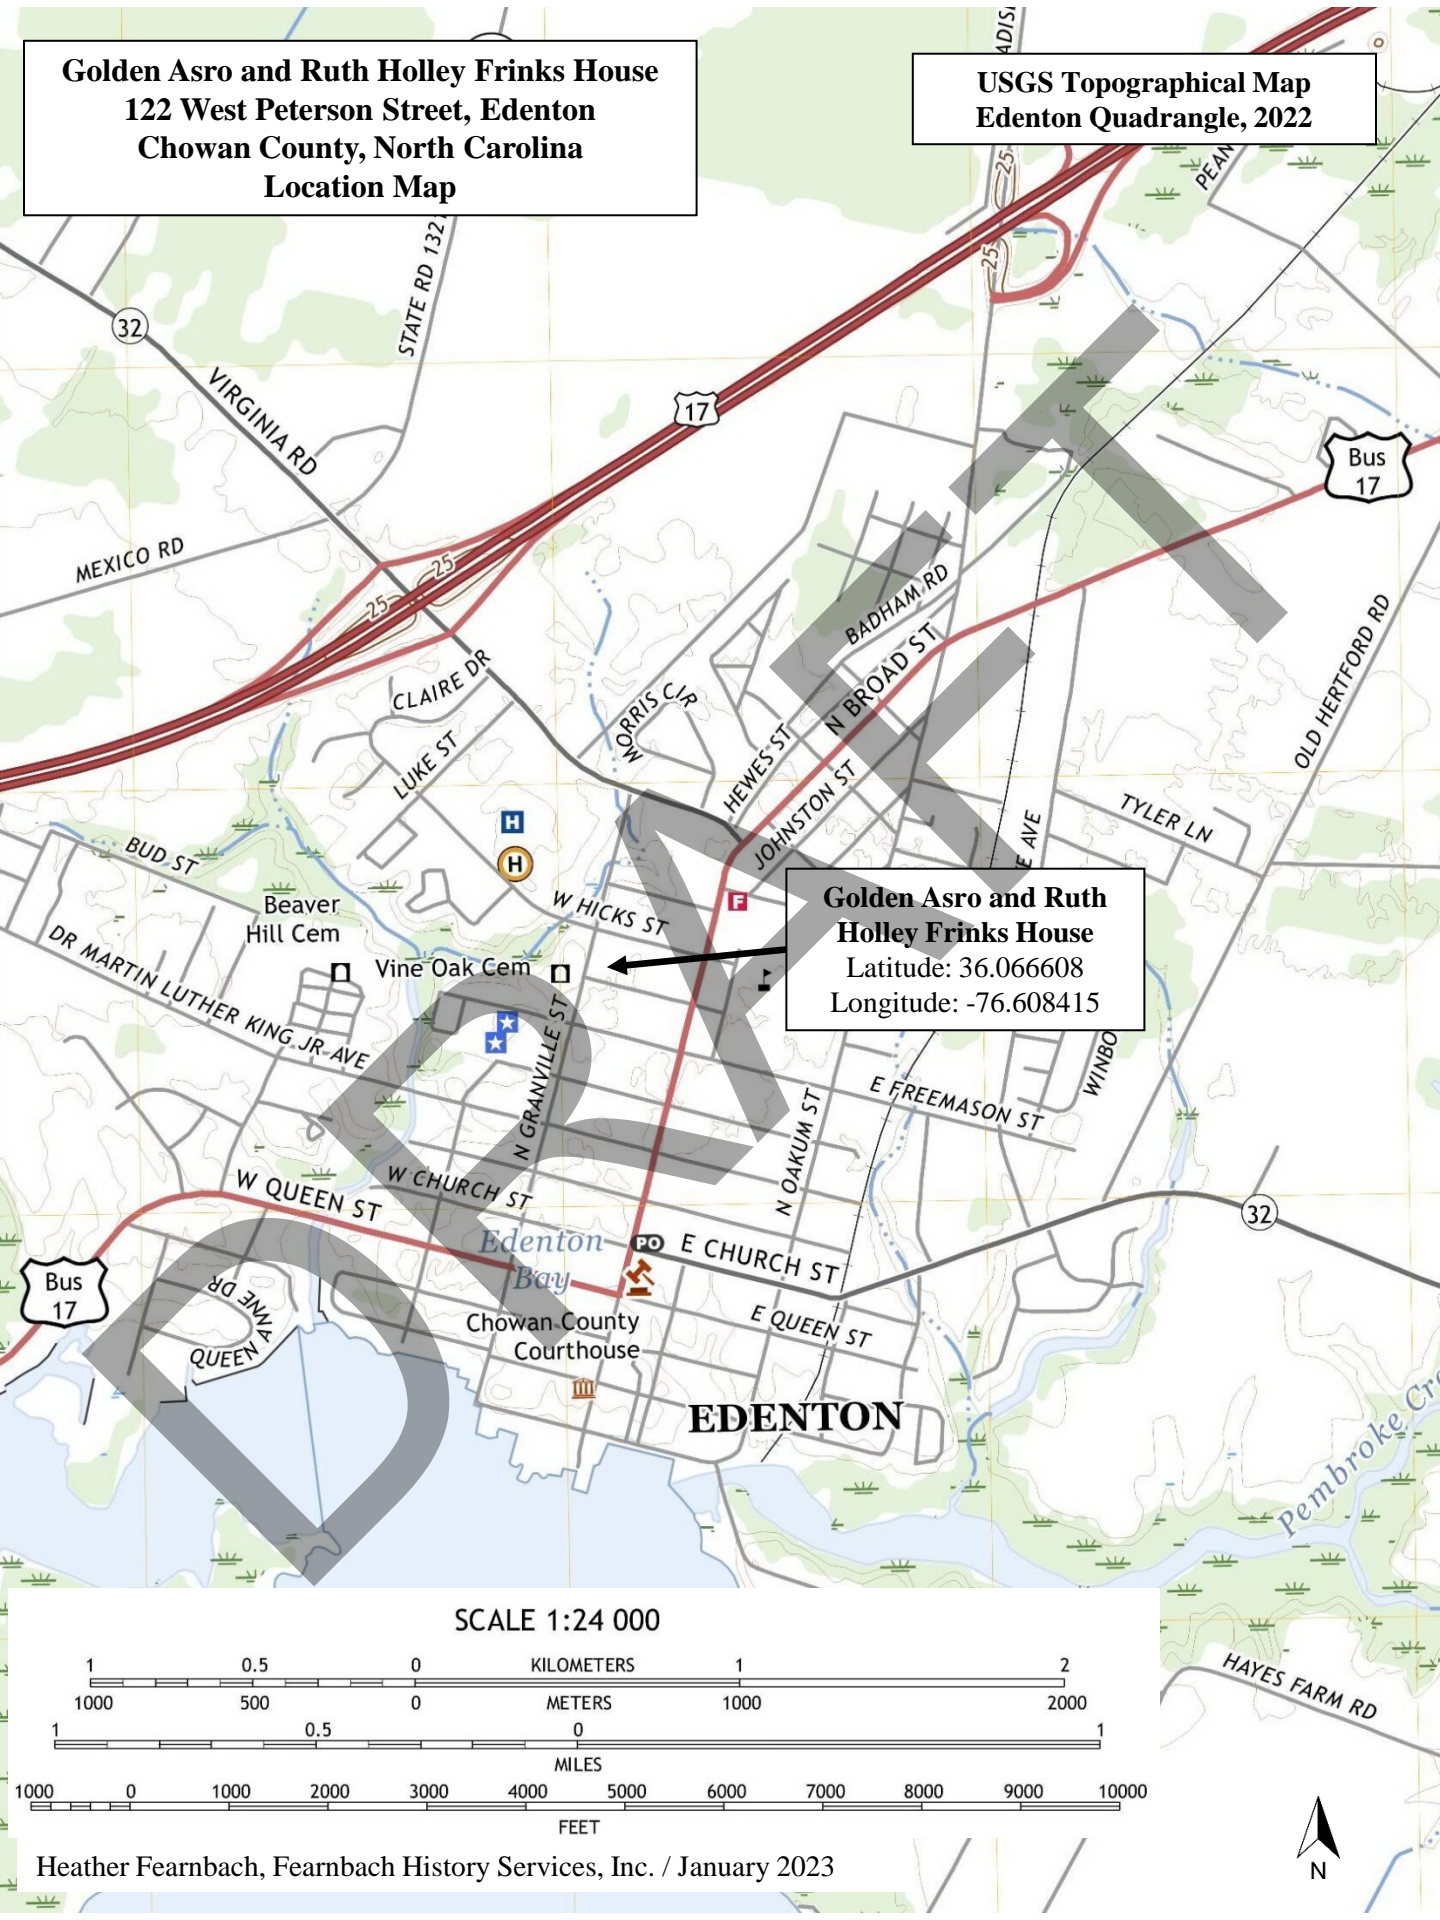 Golden Asro and Ruth Holley Frinks House
122 West Peterson Street, Edenton
Chowan County, North Carolina
Location Map
USGS Topographical Map
Edenton Quadrangle, 2022
25
25
STATE RD 132
32
VIRGINIA RD
17
Bus
17
MEXICO RD
25
25
BADHAM RD
N BROAD ST
OLD HERTFORD RD
CLAIRE DR
MORRIS CIR
LUKE ST
HEWES ST
JOHNSTON ST
TYLER LN
H
H
BUD ST
Beaver
Hill Cem
W HICKS ST
F
Golden Asro and Ruth
Holley Frinks House
Latitude: 36.066608
Longitude: -76.608415
DR MARTIN LUTHER KING JR AVE
Vine Oak Cem
N GRANVILLE ST
E FREEMASON ST
N OAKUM ST
W QUEEN ST
W CHURCH ST
Edenton
Bay
PO
E CHURCH ST
32
Bus
17
QUEEN ANNE DR
Chowan County
Courthouse
E QUEEN ST
EDENTON
Pembroke
DRAFT
SCALE 1:24 000
1 0.5 0 KILOMETERS 1 2
1000 500 0 METERS 1000 2000
1 0.5 0 1
MILES
1000 0 1000 2000 3000 4000 5000 6000 7000 8000 9000 10000
FEET
HAYES FARM RD
N
Heather Fearnbach, Fearnbach History Services, Inc. / January 2023